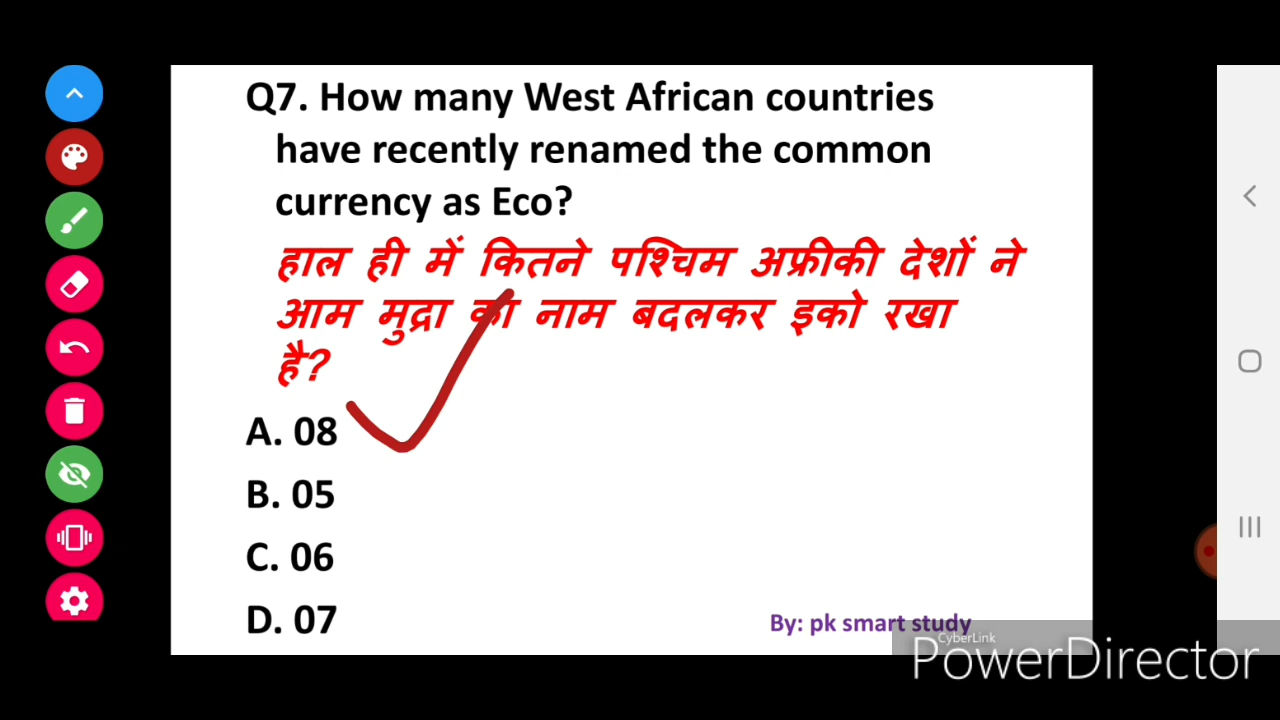 Q7. How many West African countries
have recently renamed the common
currency as Eco?
हाल ही में कितने पश्चिम अफ्रीकी देशों ने
आम मुद्रा का नाम बदलकर इको रखा
है?
A. 08
B. 05
C. 06
D. 07
By: pk smart study
CyberLink
PowerDirector